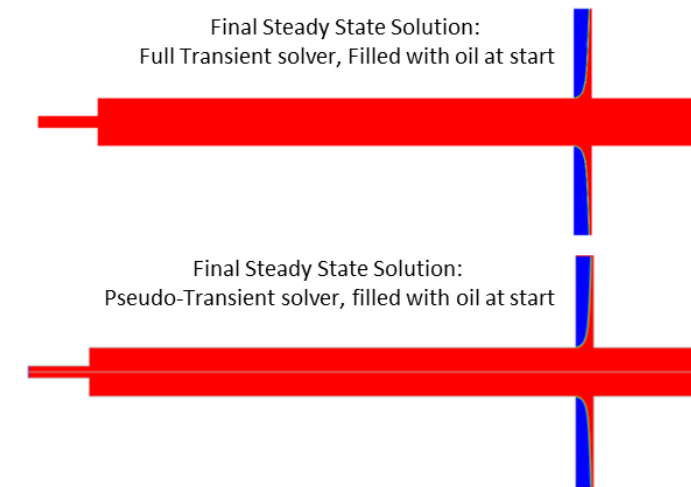 Final Steady State Solution:
Full Transient solver, Filled with oil at start
Final Steady State Solution:
Pseudo-Transient solver, filled with oil at start